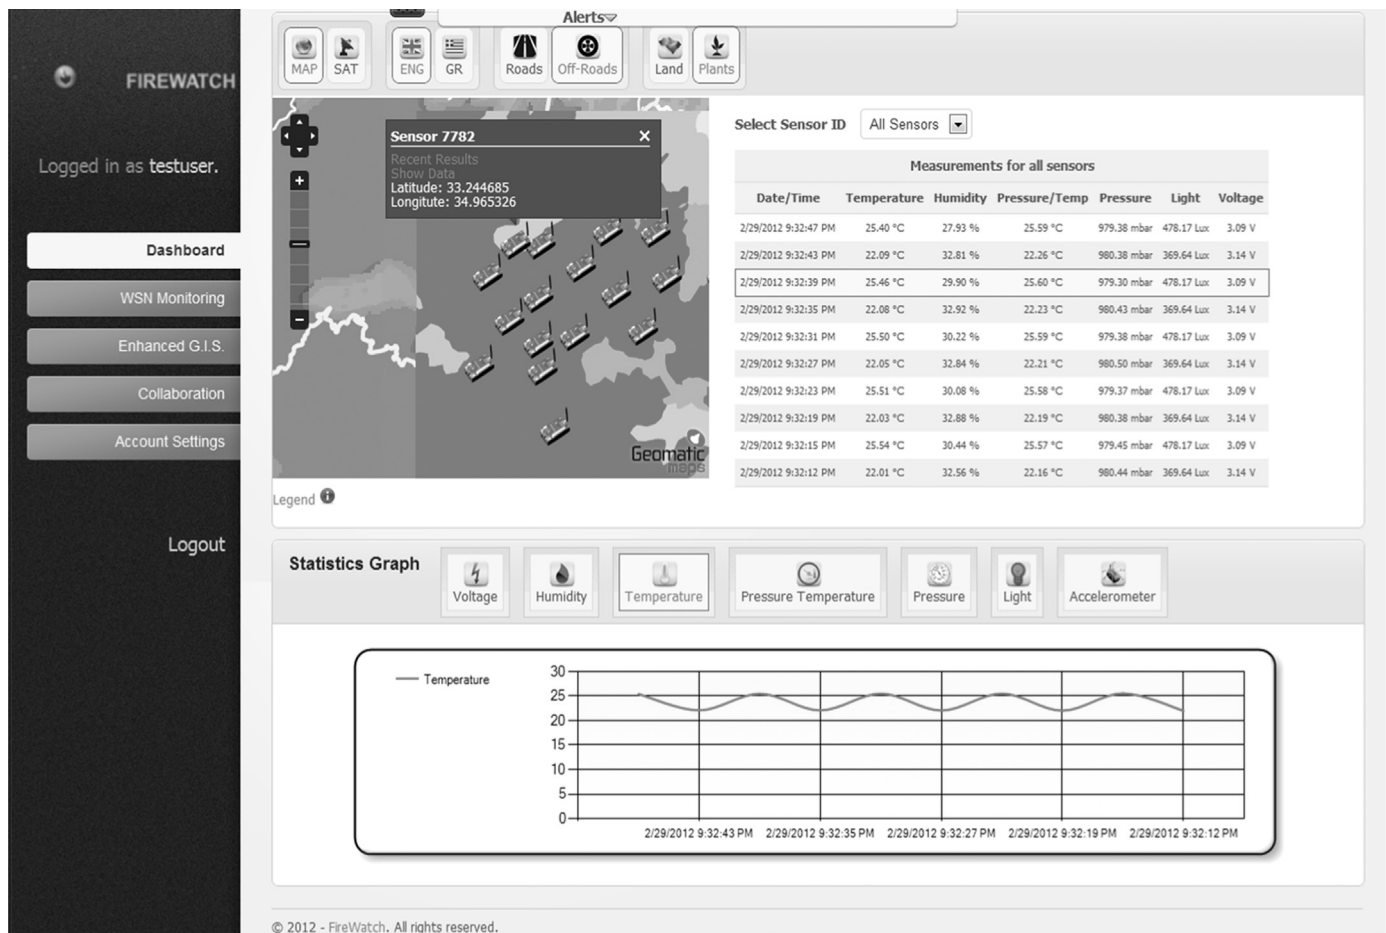 Alerts
MAP SAT ENG GR Roads Off-Roads Land Plants
FIREWATCH
Logged in as testuser.
Dashboard
WSN Monitoring
Enhanced G.I.S.
Collaboration
Account Settings
Logout
Sensor 7782
Recent Results
Show Data
Latitude: 33.244685
Longitute: 34.965326
Geomatic
maps
Legend
Select Sensor ID All Sensors
Measurements for all sensors
Date/Time Temperature Humidity Pressure/Temp Pressure Light Voltage
2/29/2012 9:32:47 PM 25.40 °C 27.93 % 25.59 °C 979.38 mbar 478.17 Lux 3.09 V
2/29/2012 9:32:43 PM 22.09 °C 32.81 % 22.26 °C 980.38 mbar 369.64 Lux 3.14 V
2/29/2012 9:32:39 PM 25.46 °C 29.90 % 25.60 °C 979.30 mbar 478.17 Lux 3.09 V
2/29/2012 9:32:35 PM 22.08 °C 32.92 % 22.23 °C 980.43 mbar 369.64 Lux 3.14 V
2/29/2012 9:32:31 PM 25.50 °C 30.22 % 25.59 °C 979.38 mbar 478.17 Lux 3.09 V
2/29/2012 9:32:27 PM 22.05 °C 32.84 % 22.21 °C 980.50 mbar 369.64 Lux 3.14 V
2/29/2012 9:32:23 PM 25.51 °C 30.08 % 25.58 °C 979.37 mbar 478.17 Lux 3.09 V
2/29/2012 9:32:19 PM 22.03 °C 32.88 % 22.19 °C 980.38 mbar 369.64 Lux 3.14 V
2/29/2012 9:32:15 PM 25.54 °C 30.44 % 25.57 °C 979.45 mbar 478.17 Lux 3.09 V
2/29/2012 9:32:12 PM 22.01 °C 32.56 % 22.16 °C 980.44 mbar 369.64 Lux 3.14 V
Statistics Graph
Voltage Humidity Temperature Pressure Temperature Pressure Light Accelerometer
Temperature
30
25
20
15
10
5
0
2/29/2012 9:32:43 PM 2/29/2012 9:32:35 PM 2/29/2012 9:32:27 PM 2/29/2012 9:32:19 PM 2/29/2012 9:32:12 PM
© 2012 - FireWatch. All rights reserved.